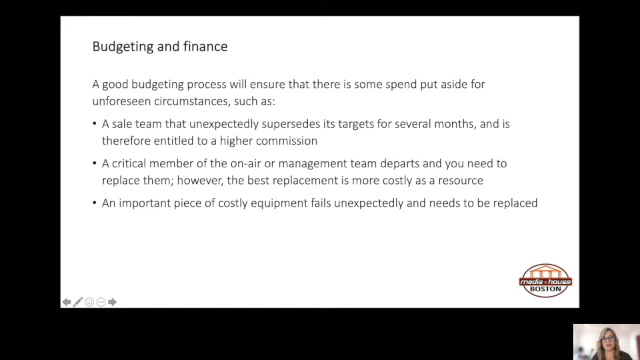 Budgeting and finance
A good budgeting process will ensure that there is some spend put aside for
unforeseen circumstances, such as:
• A sale team that unexpectedly supersedes its targets for several months, and is
therefore entitled to a higher commission
• A critical member of the on-air or management team departs and you need to
replace them; however, the best replacement is more costly as a resource
• An important piece of costly equipment fails unexpectedly and needs to be replaced
media house
BOSTON